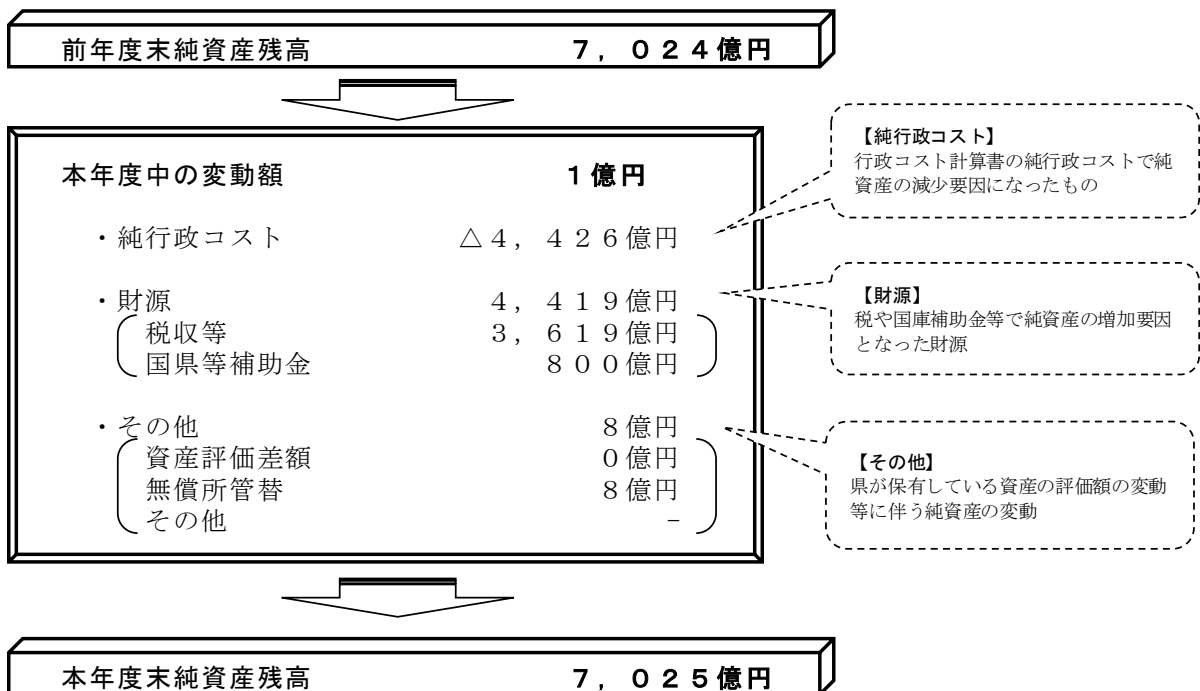 前年度末純資産残高 ７，０２４億円
本年度中の変動額 １億円
・純行政コスト △４，４２６億円
・財源 ４，４１９億円
税収等 ３，６１９億円
国県等補助金 ８００億円
・その他 ８億円
資産評価差額 ０億円
無償所管替 ８億円
その他 －
【純行政コスト】
行政コスト計算書の純行政コストで純
資産の減少要因になったもの
【財源】
税や国庫補助金等で純資産の増加要因
となった財源
【その他】
県が保有している資産の評価額の変動
等に伴う純資産の変動
本年度末純資産残高 ７，０２５億円